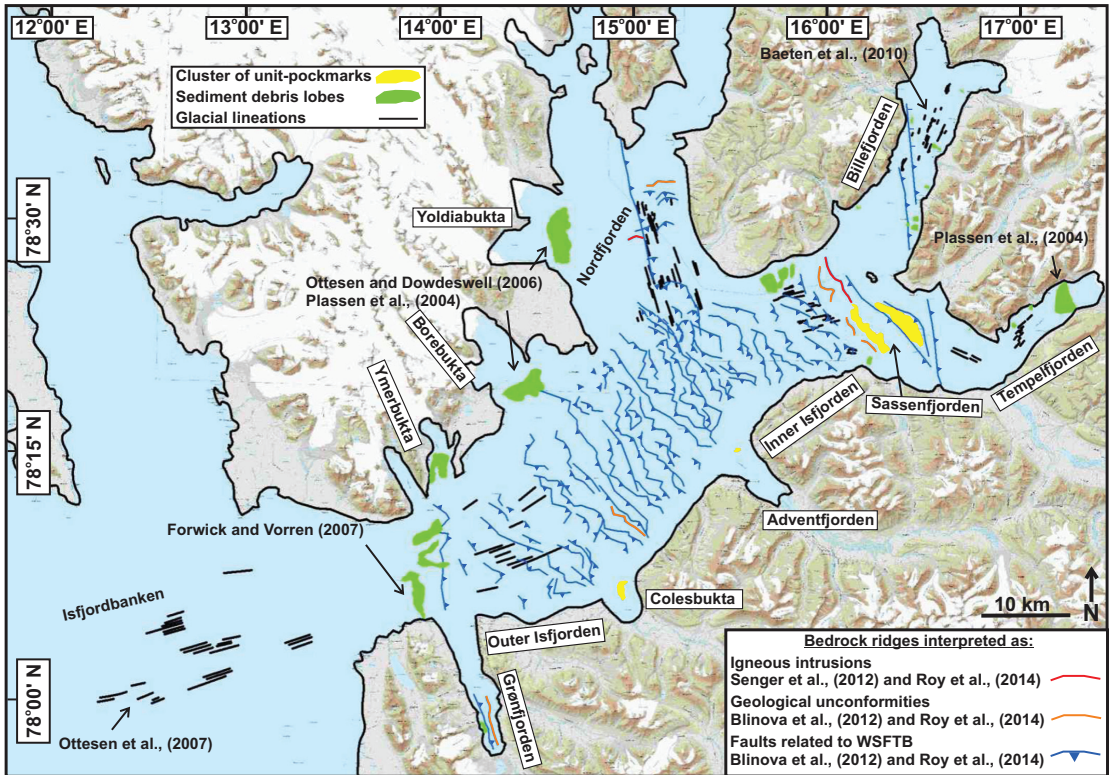 12°00' E
13°00' E
14°00' E
15°00' E
16°00' E
17°00' E
Baeten et al., (2010)
Cluster of unit-pockmarks
Sediment debris lobes
Glacial lineations
Billefjorden
78°30' N
Yoldiabukta
Nordfjorden
Plassen et al., (2004)
Ottesen and Dowdeswell (2006)
Plassen et al., (2004)
Borebukta
Ymerbukta
Tempelfjorden
Sassenfjorden
Inner Isfjorden
78°15' N
Adventfjorden
Forwick and Vorren (2007)
Isfjordbanken
Colesbukta
10 km
N
Outer Isfjorden
Grønfjorden
78°00' N
Ottesen et al., (2007)
Bedrock ridges interpreted as:
Igneous intrusions
Senger et al., (2012) and Roy et al., (2014)
Geological unconformities
Blinova et al., (2012) and Roy et al., (2014)
Faults related to WSFTB
Blinova et al., (2012) and Roy et al., (2014)